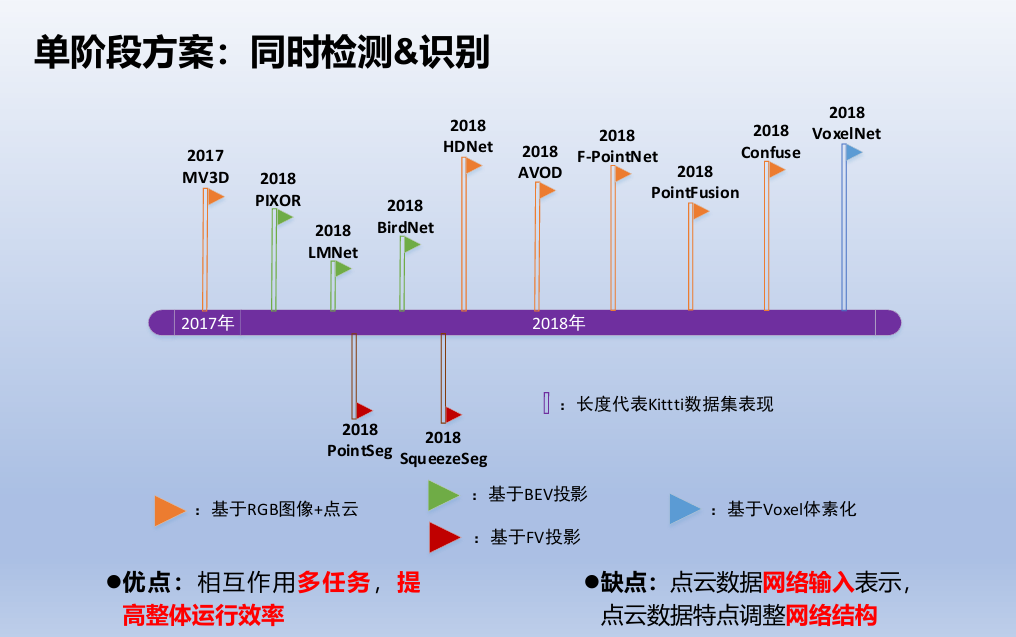 单阶段方案：同时检测&识别
2017
MV3D
2018
PIXOR
2018
LMNet
2018
BirdNet
2018
HDNet
2018
AVOD
2018
F-PointNet
2018
PointFusion
2018
Confuse
2018
VoxelNet
2017年
2018年
2018
PointSeg
2018
SqueezeSeg
：长度代表Kittti数据集表现
：基于RGB图像+点云
：基于BEV投影
：基于FV投影
：基于Voxel体素化
●优点：相互作用多任务，提
高整体运行效率
●缺点：点云数据网络输入表示，
点云数据特点调整网络结构